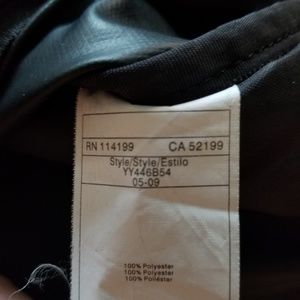 RN 114199 CA 52199
Style/Style/Estilo
YY446B54
05-09
100% Polyester
100% Polyester
100% Poliéster